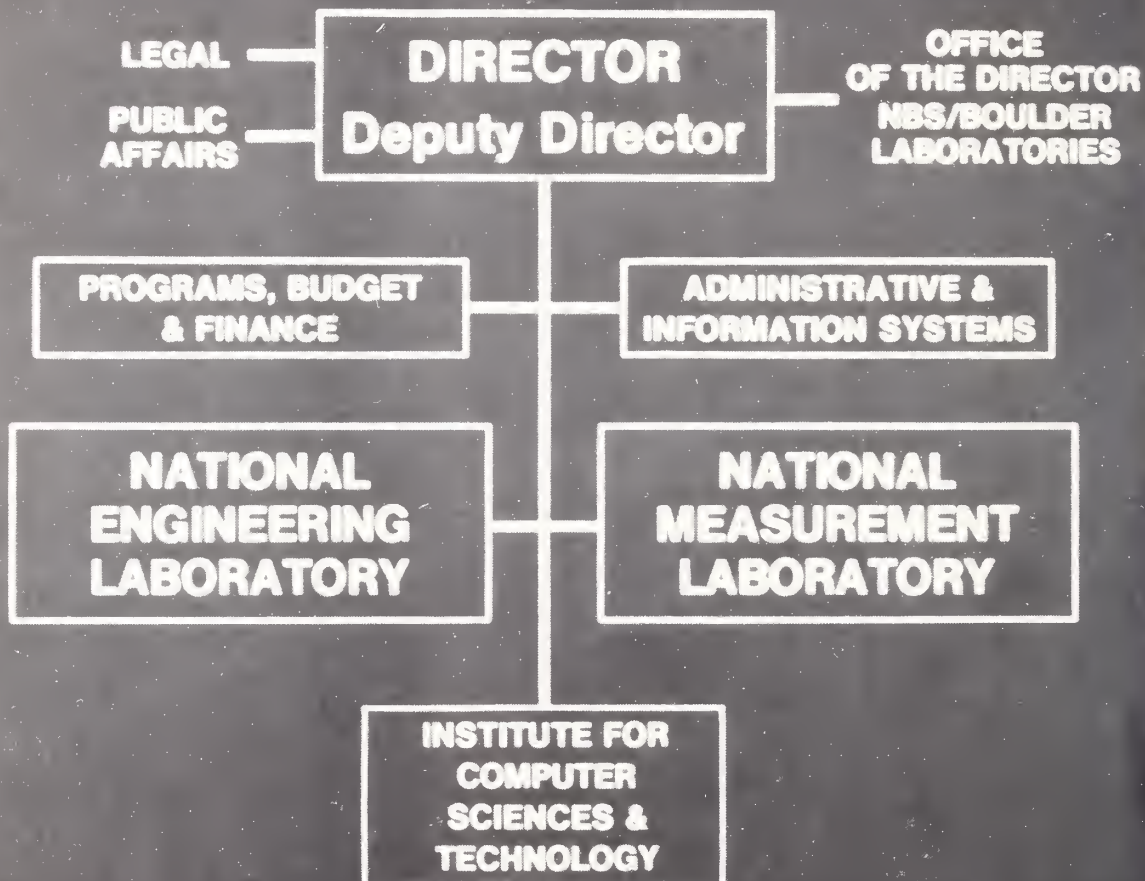 LEGAL
PUBLIC
AFFAIRS
DIRECTOR
Deputy Director
OFFICE
OF THE DIRECTOR
NBS/BOULDER
LABORATORIES
PROGRAMS, BUDGET
& FINANCE
ADMINISTRATIVE &
INFORMATION SYSTEMS
NATIONAL
ENGINEERING
LABORATORY
NATIONAL
MEASUREMENT
LABORATORY
INSTITUTE FOR
COMPUTER
SCIENCES &
TECHNOLOGY